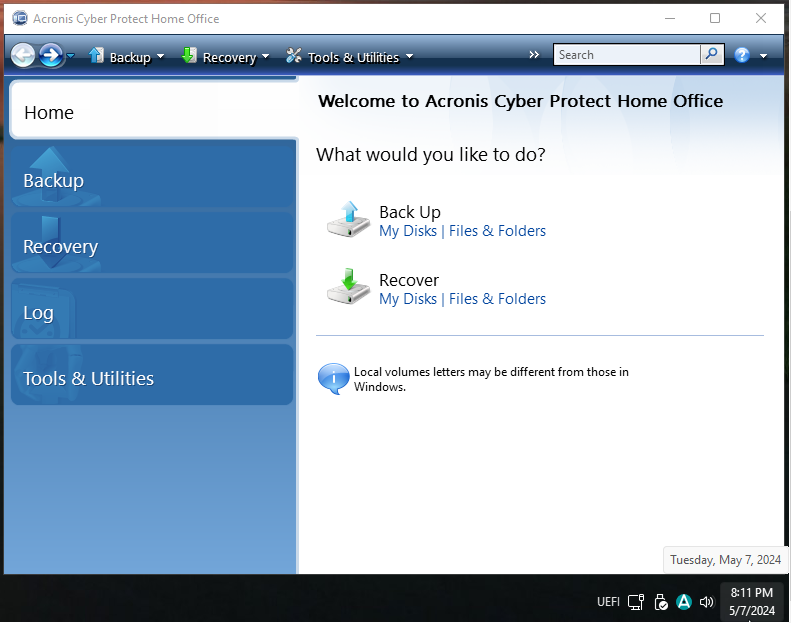 Acronis Cyber Protect Home Office
Backup Recovery Tools & Utilities » Search
Home
Backup
Recovery
Log
Tools & Utilities
Welcome to Acronis Cyber Protect Home Office
What would you like to do?
Back Up
My Disks | Files & Folders
Recover
My Disks | Files & Folders
Local volumes letters may be different from those in
Windows.
Tuesday, May 7, 2024
UEFI
8:11 PM
5/7/2024